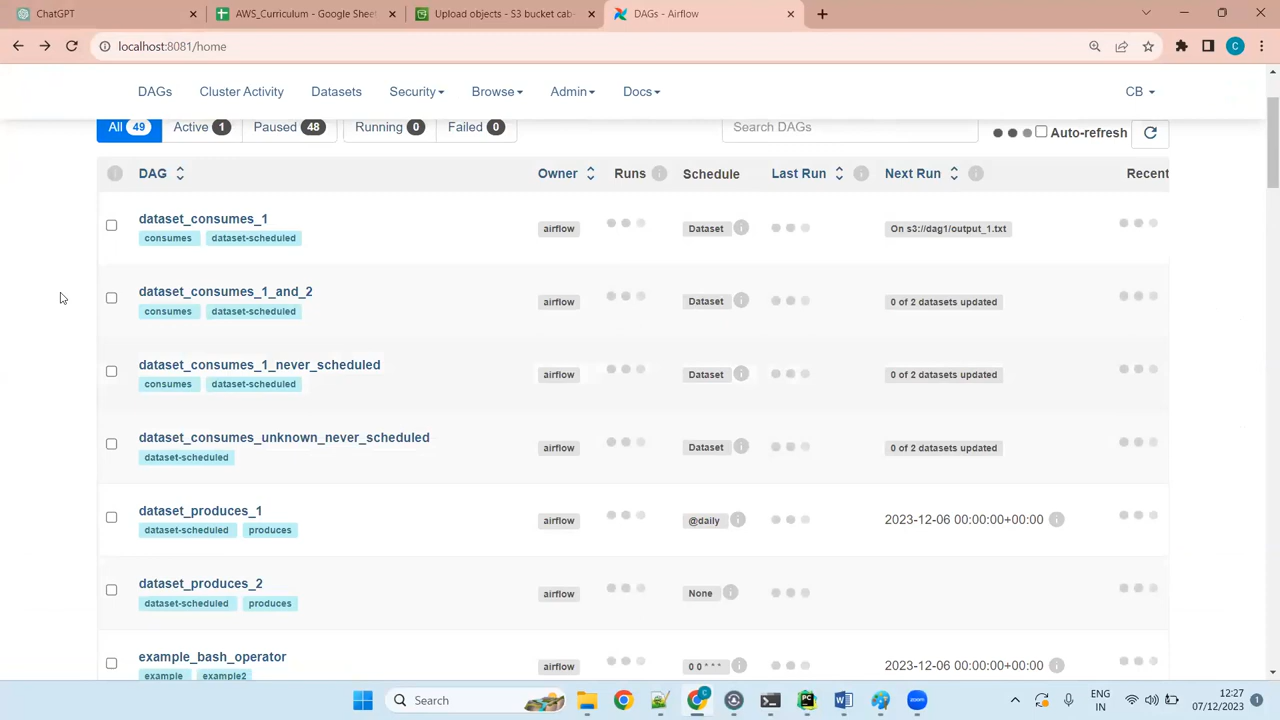 ChatGPT
AWS_Curriculum - Google Sheet
Upload objects - S3 bucket cab-
DAGs - Airflow
localhost:8081/home
C
DAGs
Cluster Activity
Datasets
Security
Browse
Admin
Docs
CB
All 49
Active 1
Paused 48
Running 0
Failed 0
Search DAGs
Auto-refresh
DAG
Owner
Runs
Schedule
Last Run
Next Run
Recent
dataset_consumes_1
consumes
dataset-scheduled
airflow
Dataset
On s3://dag1/output_1.txt
dataset_consumes_1_and_2
consumes
dataset-scheduled
airflow
Dataset
0 of 2 datasets updated
dataset_consumes_1_never_scheduled
consumes
dataset-scheduled
airflow
Dataset
0 of 2 datasets updated
dataset_consumes_unknown_never_scheduled
dataset-scheduled
airflow
Dataset
0 of 2 datasets updated
dataset_produces_1
dataset-scheduled
produces
airflow
@daily
2023-12-06 00:00:00+00:00
dataset_produces_2
dataset-scheduled
produces
airflow
None
example_bash_operator
example
example2
airflow
0 0 * * *
2023-12-06 00:00:00+00:00
Search
ENG
IN
12:27
07/12/2023